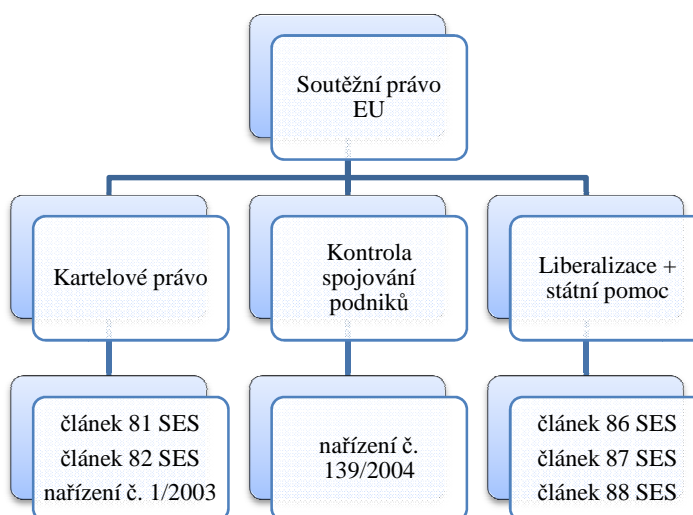 Soutěžní právo
EU
Kartelové právo
Kontrola
spojování
podniků
Liberalizace +
státní pomoc
článek 81 SES
článek 82 SES
nařízení č. 1/2003
nařízení č.
139/2004
článek 86 SES
článek 87 SES
článek 88 SES